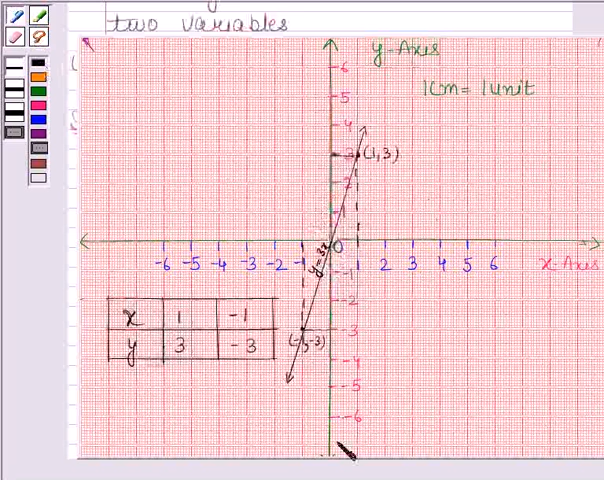 two variables
y-Axis
1cm = 1unit
6
5
4
3 (1,3)
2
1
0
-6 -5 -4 -3 -2 -1 1 2 3 4 5 6 x-Axis
y=3x
-1
-2
-3
(-1,-3)
-4
-5
-6
x 1 -1
y 3 -3